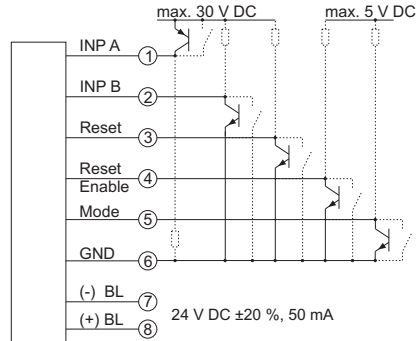 max. 30 V DC
max. 5 V DC
INP A
1
INP B
2
Reset
3
Reset
Enable
4
Mode
5
GND
6
(-) BL
7
24 V DC ±20 %, 50 mA
(+) BL
8